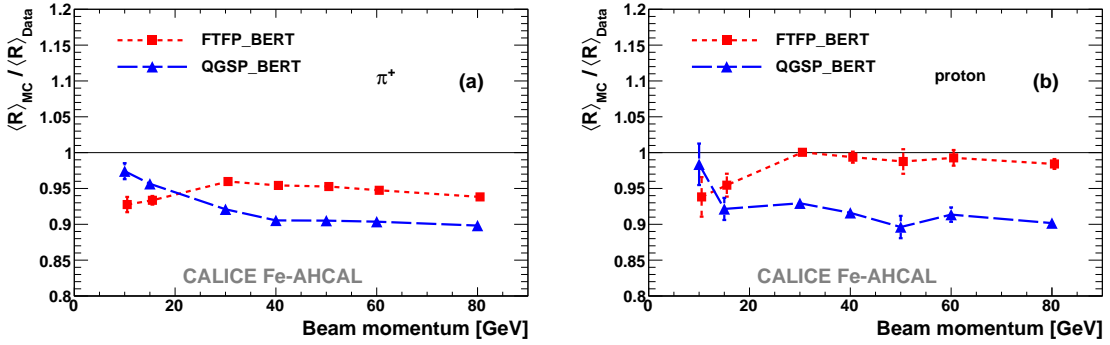 ⟨R⟩MC / ⟨R⟩Data
1.2
1.15
1.1
1.05
1
0.95
0.9
0.85
0.8
FTFP_BERT
QGSP_BERT
π+
(a)
CALICE Fe-AHCAL
0 20 40 60 80
Beam momentum [GeV]
⟨R⟩MC / ⟨R⟩Data
1.2
1.15
1.1
1.05
1
0.95
0.9
0.85
0.8
FTFP_BERT
QGSP_BERT
proton
(b)
CALICE Fe-AHCAL
0 20 40 60 80
Beam momentum [GeV]